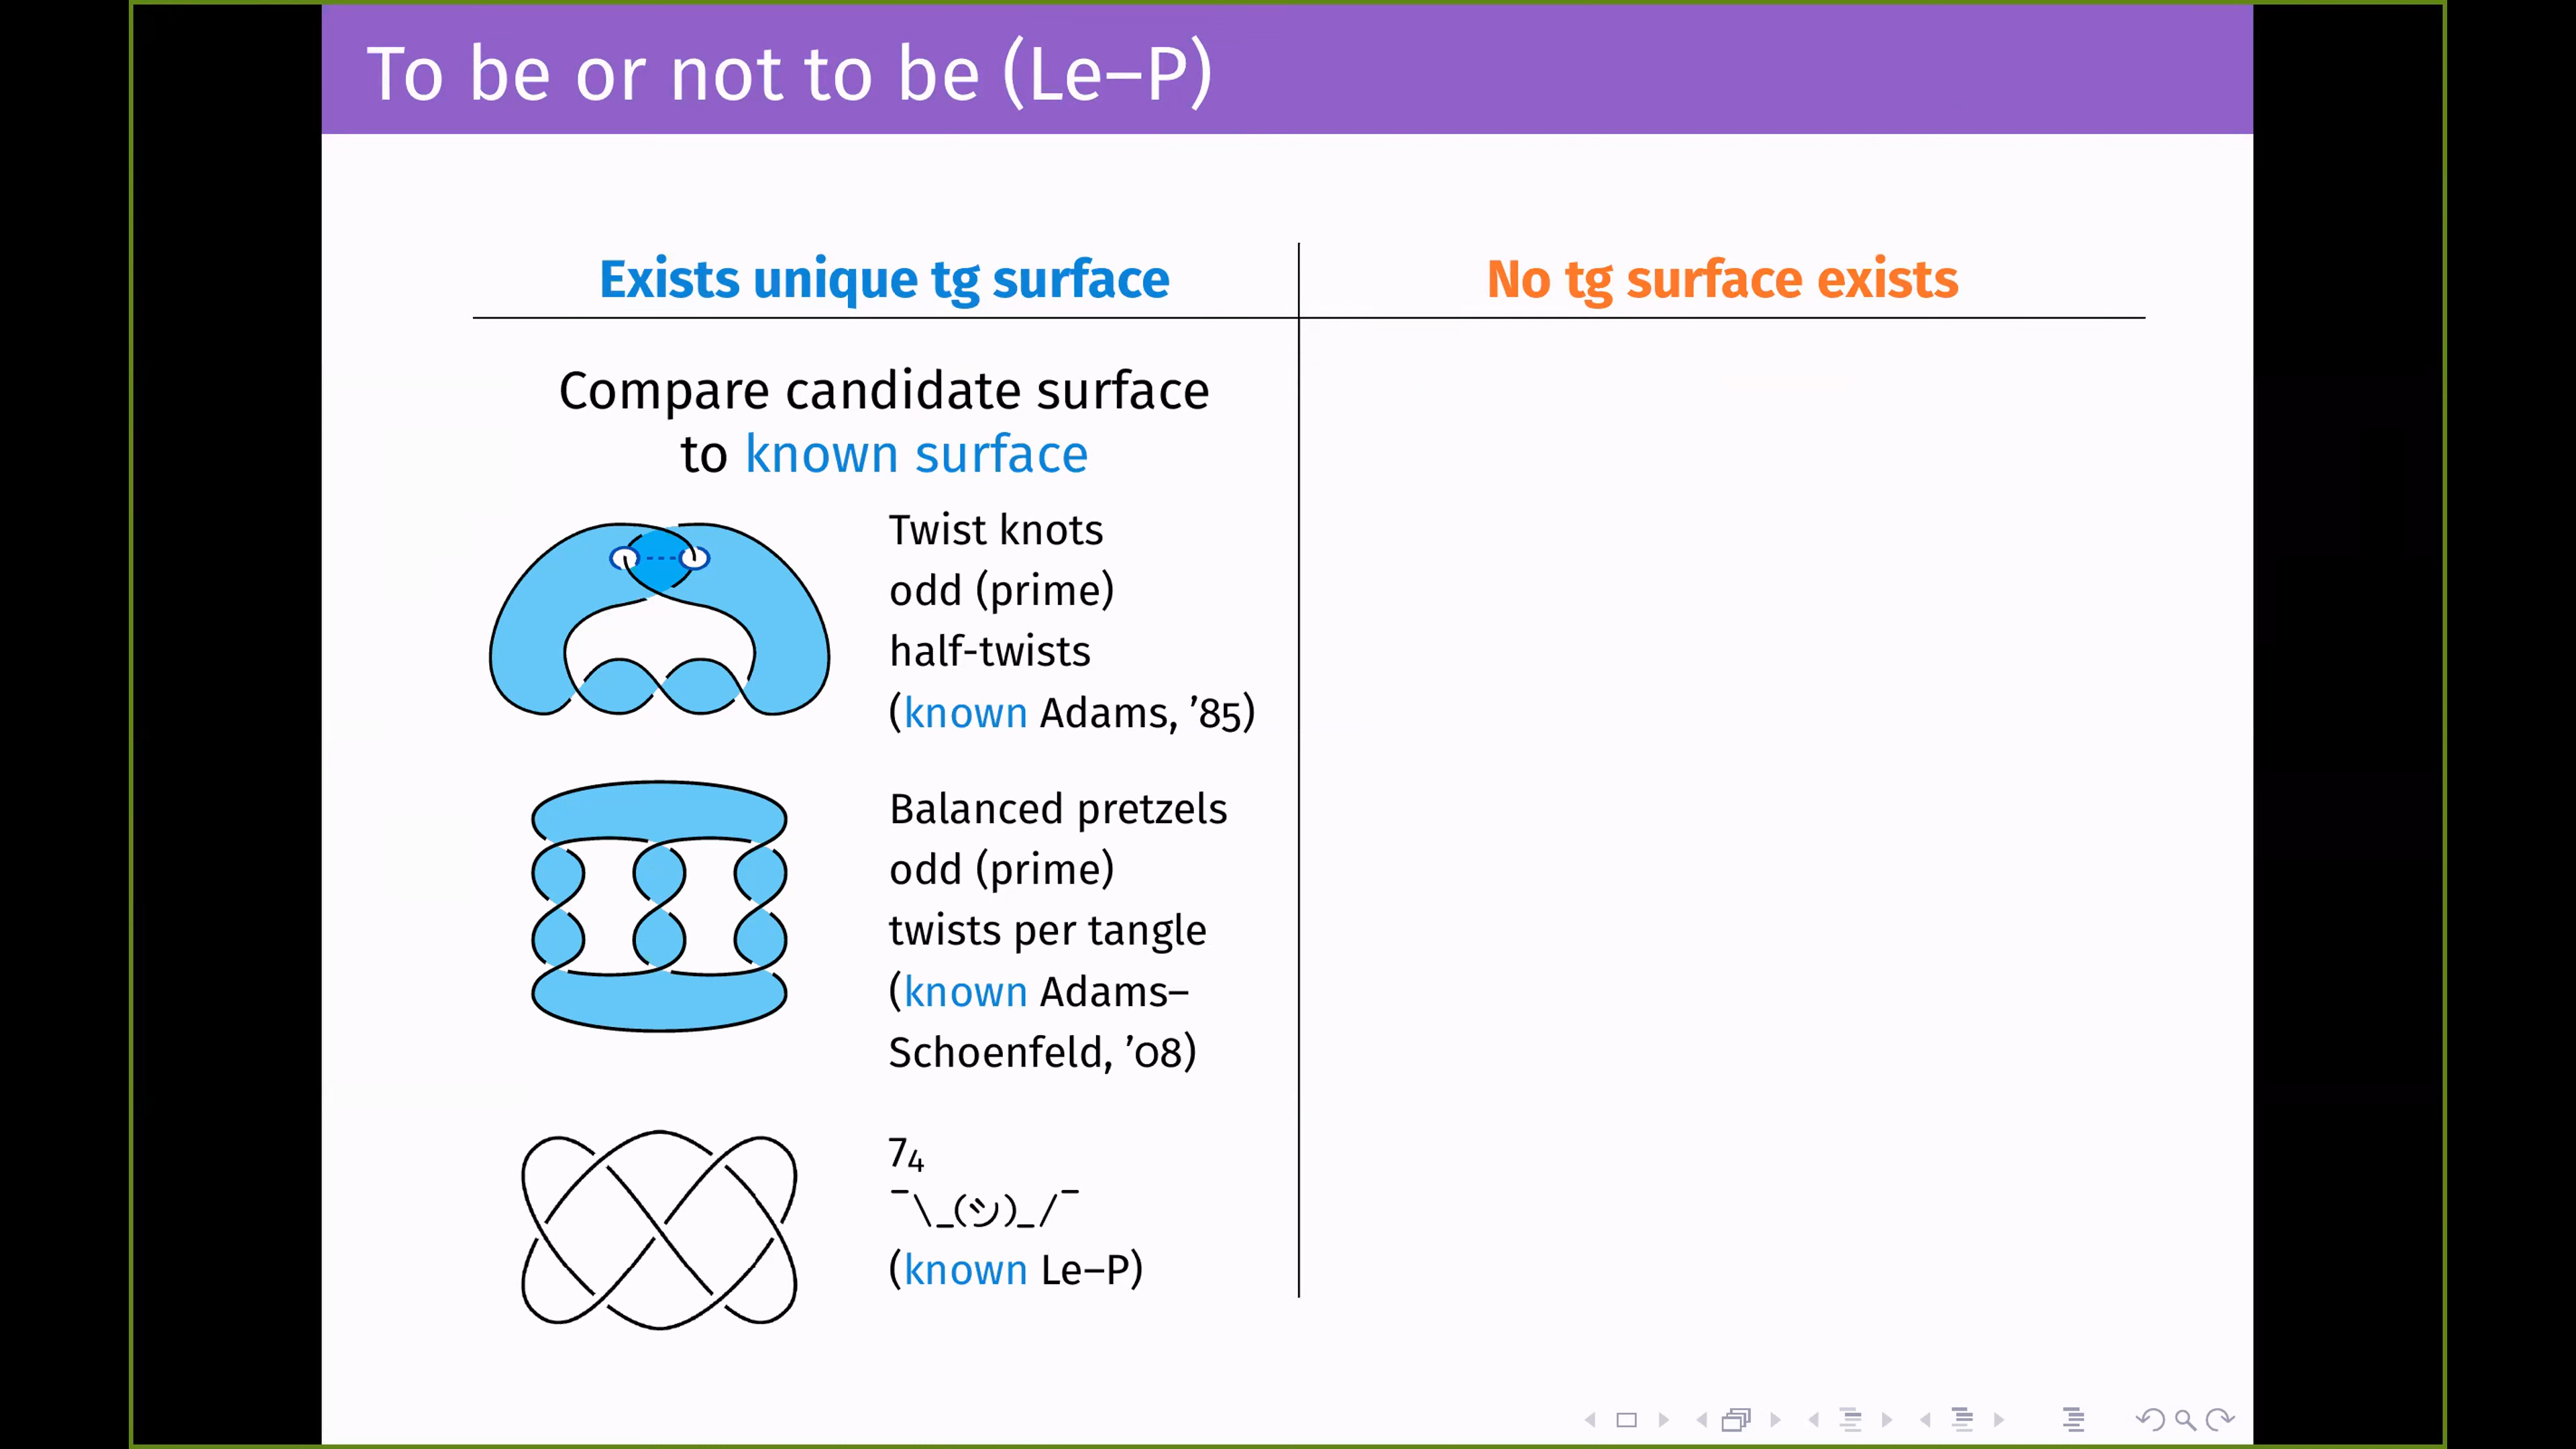 To be or not to be (Le–P)
Exists unique tg surface
No tg surface exists
Compare candidate surface
to known surface
Twist knots
odd (prime)
half-twists
(known Adams, ’85)
Balanced pretzels
odd (prime)
twists per tangle
(known Adams–
Schoenfeld, ’08)
7₄
¯\_(ツ)_/¯
(known Le–P)